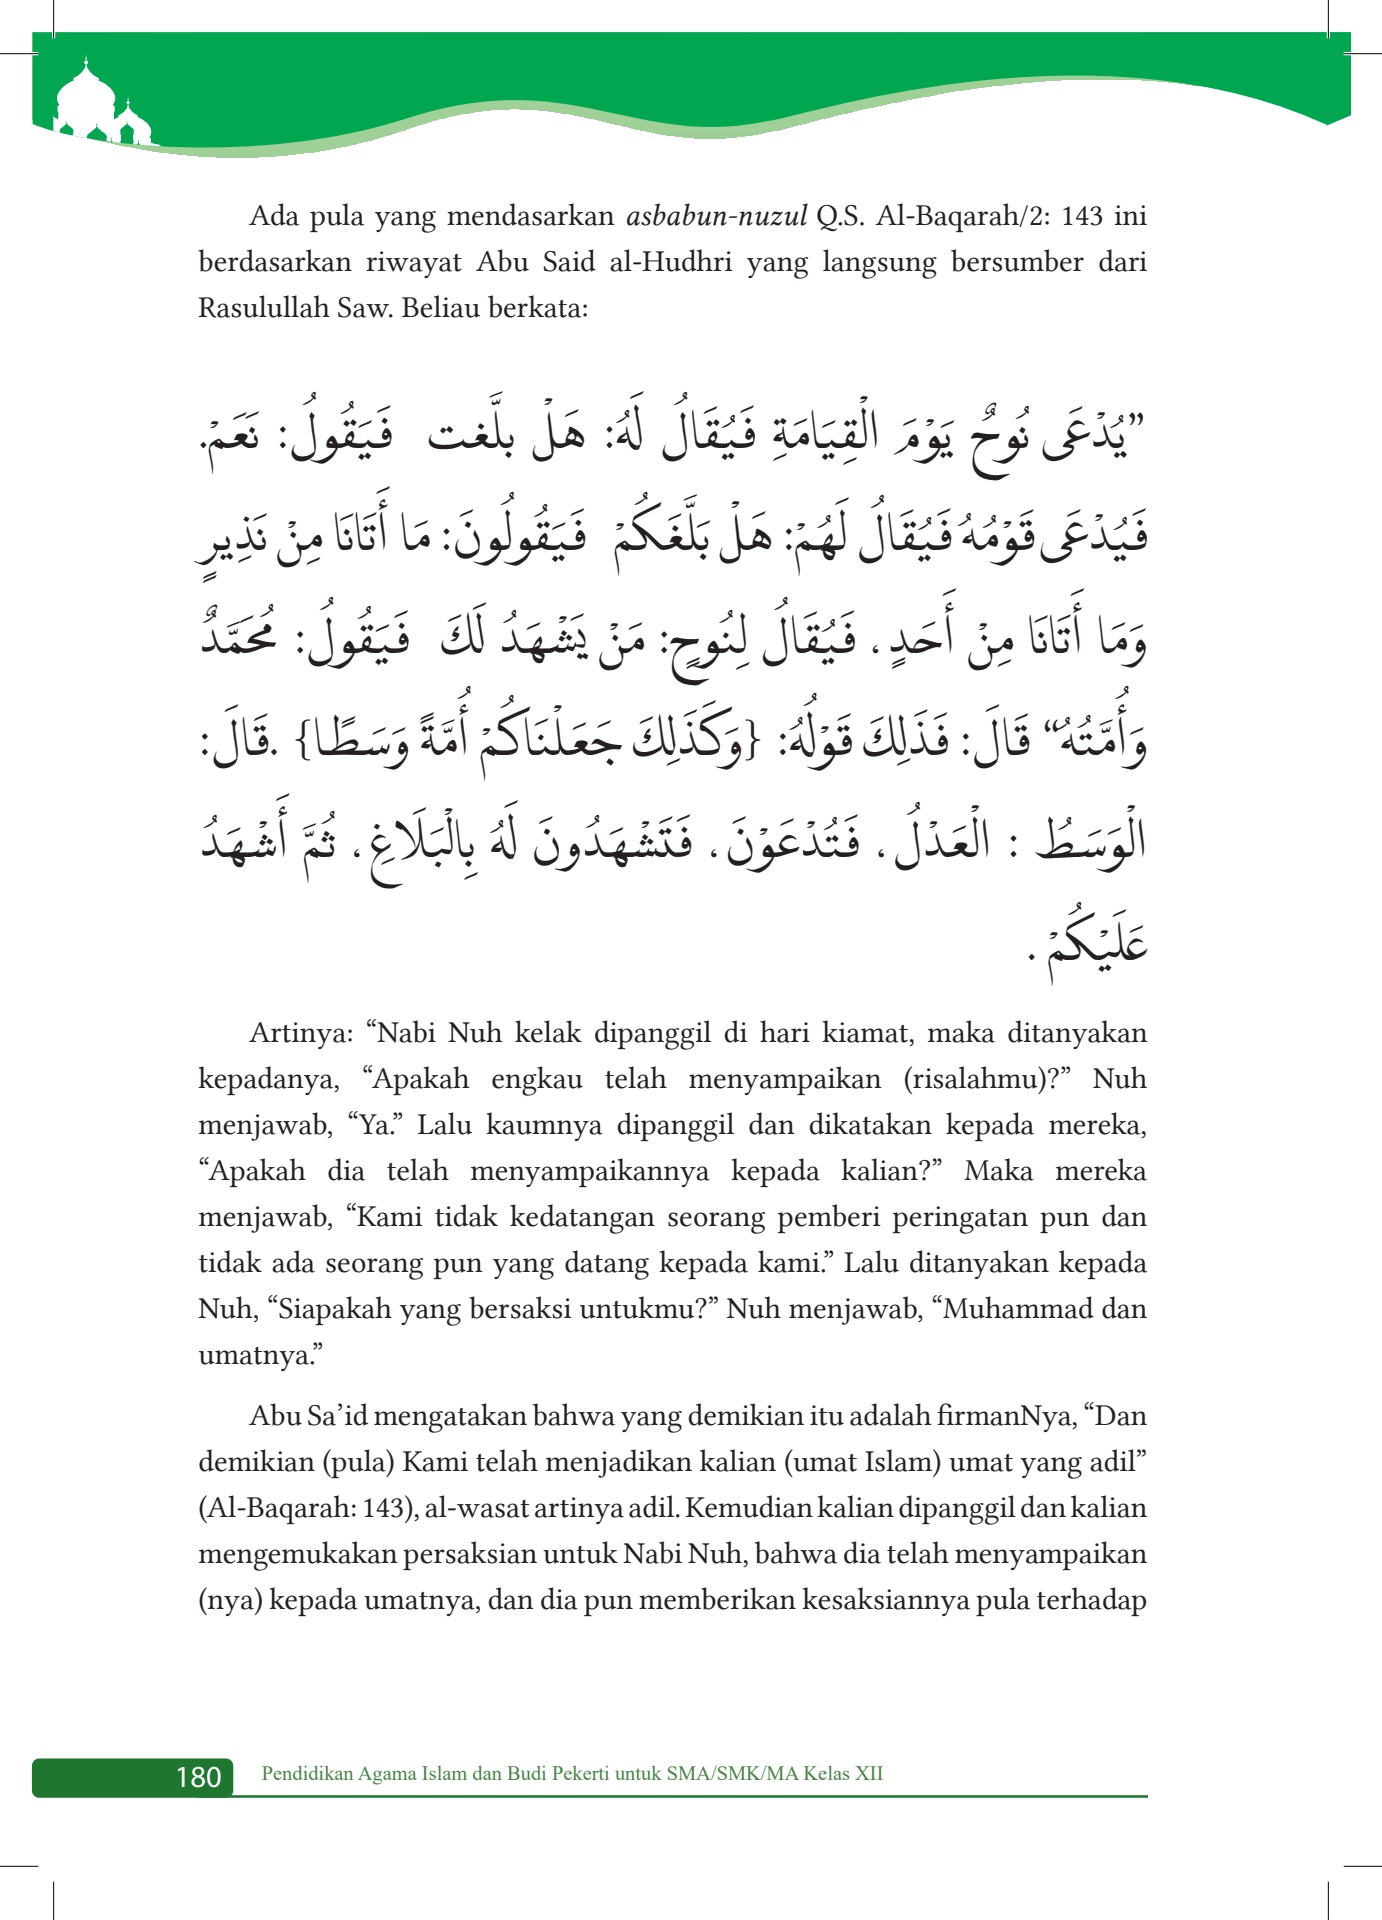 Ada pula yang mendasarkan asbabun-nuzul Q.S. Al-Baqarah/2: 143 ini
berdasarkan riwayat Abu Said al-Hudhri yang langsung bersumber dari
Rasulullah Saw. Beliau berkata:
”يُدْعَى نُوحٌ يَوْمَ الْقِيَامَةِ فَيُقَالُ لَهُ: هَلْ بلَّغت فَيَقُولُ: نَعَمْ.
فَيُدْعَى قَوْمُهُ فَيُقَالُ لَهُمْ: هَلْ بَلَّغَكُمْ فَيَقُولُونَ: مَا أَتَانَا مِنْ نَذِيرٍ
وَمَا أَتَانَا مِنْ أَحَدٍ ، فَيُقَالُ لِنُوحٍ: مَنْ يَشْهَدُ لَكَ فَيَقُولُ: مُحَمَّدٌ
وَأُمَّتُهُ“ قَالَ: فَذَلِكَ قَوْلُهُ: {وَكَذَلِكَ جَعَلْنَاكُمْ أُمَّةً وَسَطًا} .قَالَ:
الْوَسَطُ : الْعَدْلُ ، فَتُدْعَوْنَ ، فَتَشْهَدُونَ لَهُ بِالْبَلَاغِ ، ثُمَّ أَشْهَدُ
عَلَيْكُمْ .
Artinya: “Nabi Nuh kelak dipanggil di hari kiamat, maka ditanyakan
kepadanya, “Apakah engkau telah menyampaikan (risalahmu)?” Nuh
menjawab, “Ya.” Lalu kaumnya dipanggil dan dikatakan kepada mereka,
“Apakah dia telah menyampaikannya kepada kalian?” Maka mereka
menjawab, “Kami tidak kedatangan seorang pemberi peringatan pun dan
tidak ada seorang pun yang datang kepada kami.” Lalu ditanyakan kepada
Nuh, “Siapakah yang bersaksi untukmu?” Nuh menjawab, “Muhammad dan
umatnya.”
Abu Sa’id mengatakan bahwa yang demikian itu adalah firmanNya, “Dan
demikian (pula) Kami telah menjadikan kalian (umat Islam) umat yang adil”
(Al-Baqarah: 143), al-wasat artinya adil. Kemudian kalian dipanggil dan kalian
mengemukakan persaksian untuk Nabi Nuh, bahwa dia telah menyampaikan
(nya) kepada umatnya, dan dia pun memberikan kesaksiannya pula terhadap
180 Pendidikan Agama Islam dan Budi Pekerti untuk SMA/SMK/MA Kelas XII